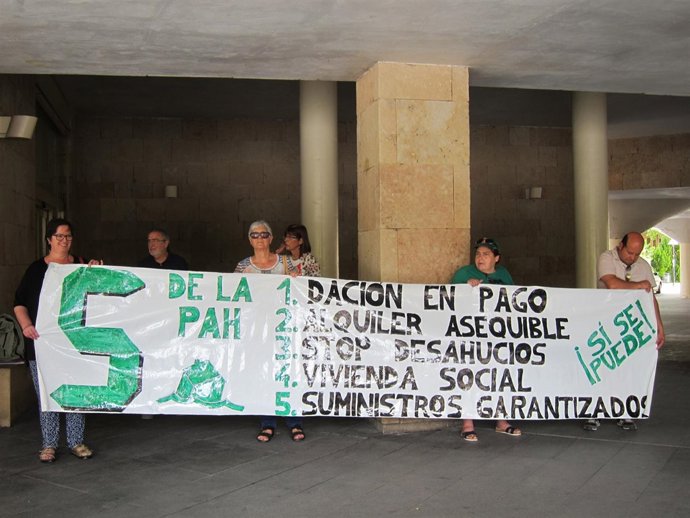 5
DE LA
PAH
1. DACION EN PAGO
2. ALQUILER ASEQUIBLE
3. STOP DESAHUCIOS
4. VIVIENDA SOCIAL
5. SUMINISTROS GARANTIZADOS
¡SÍ SE
PUEDE!